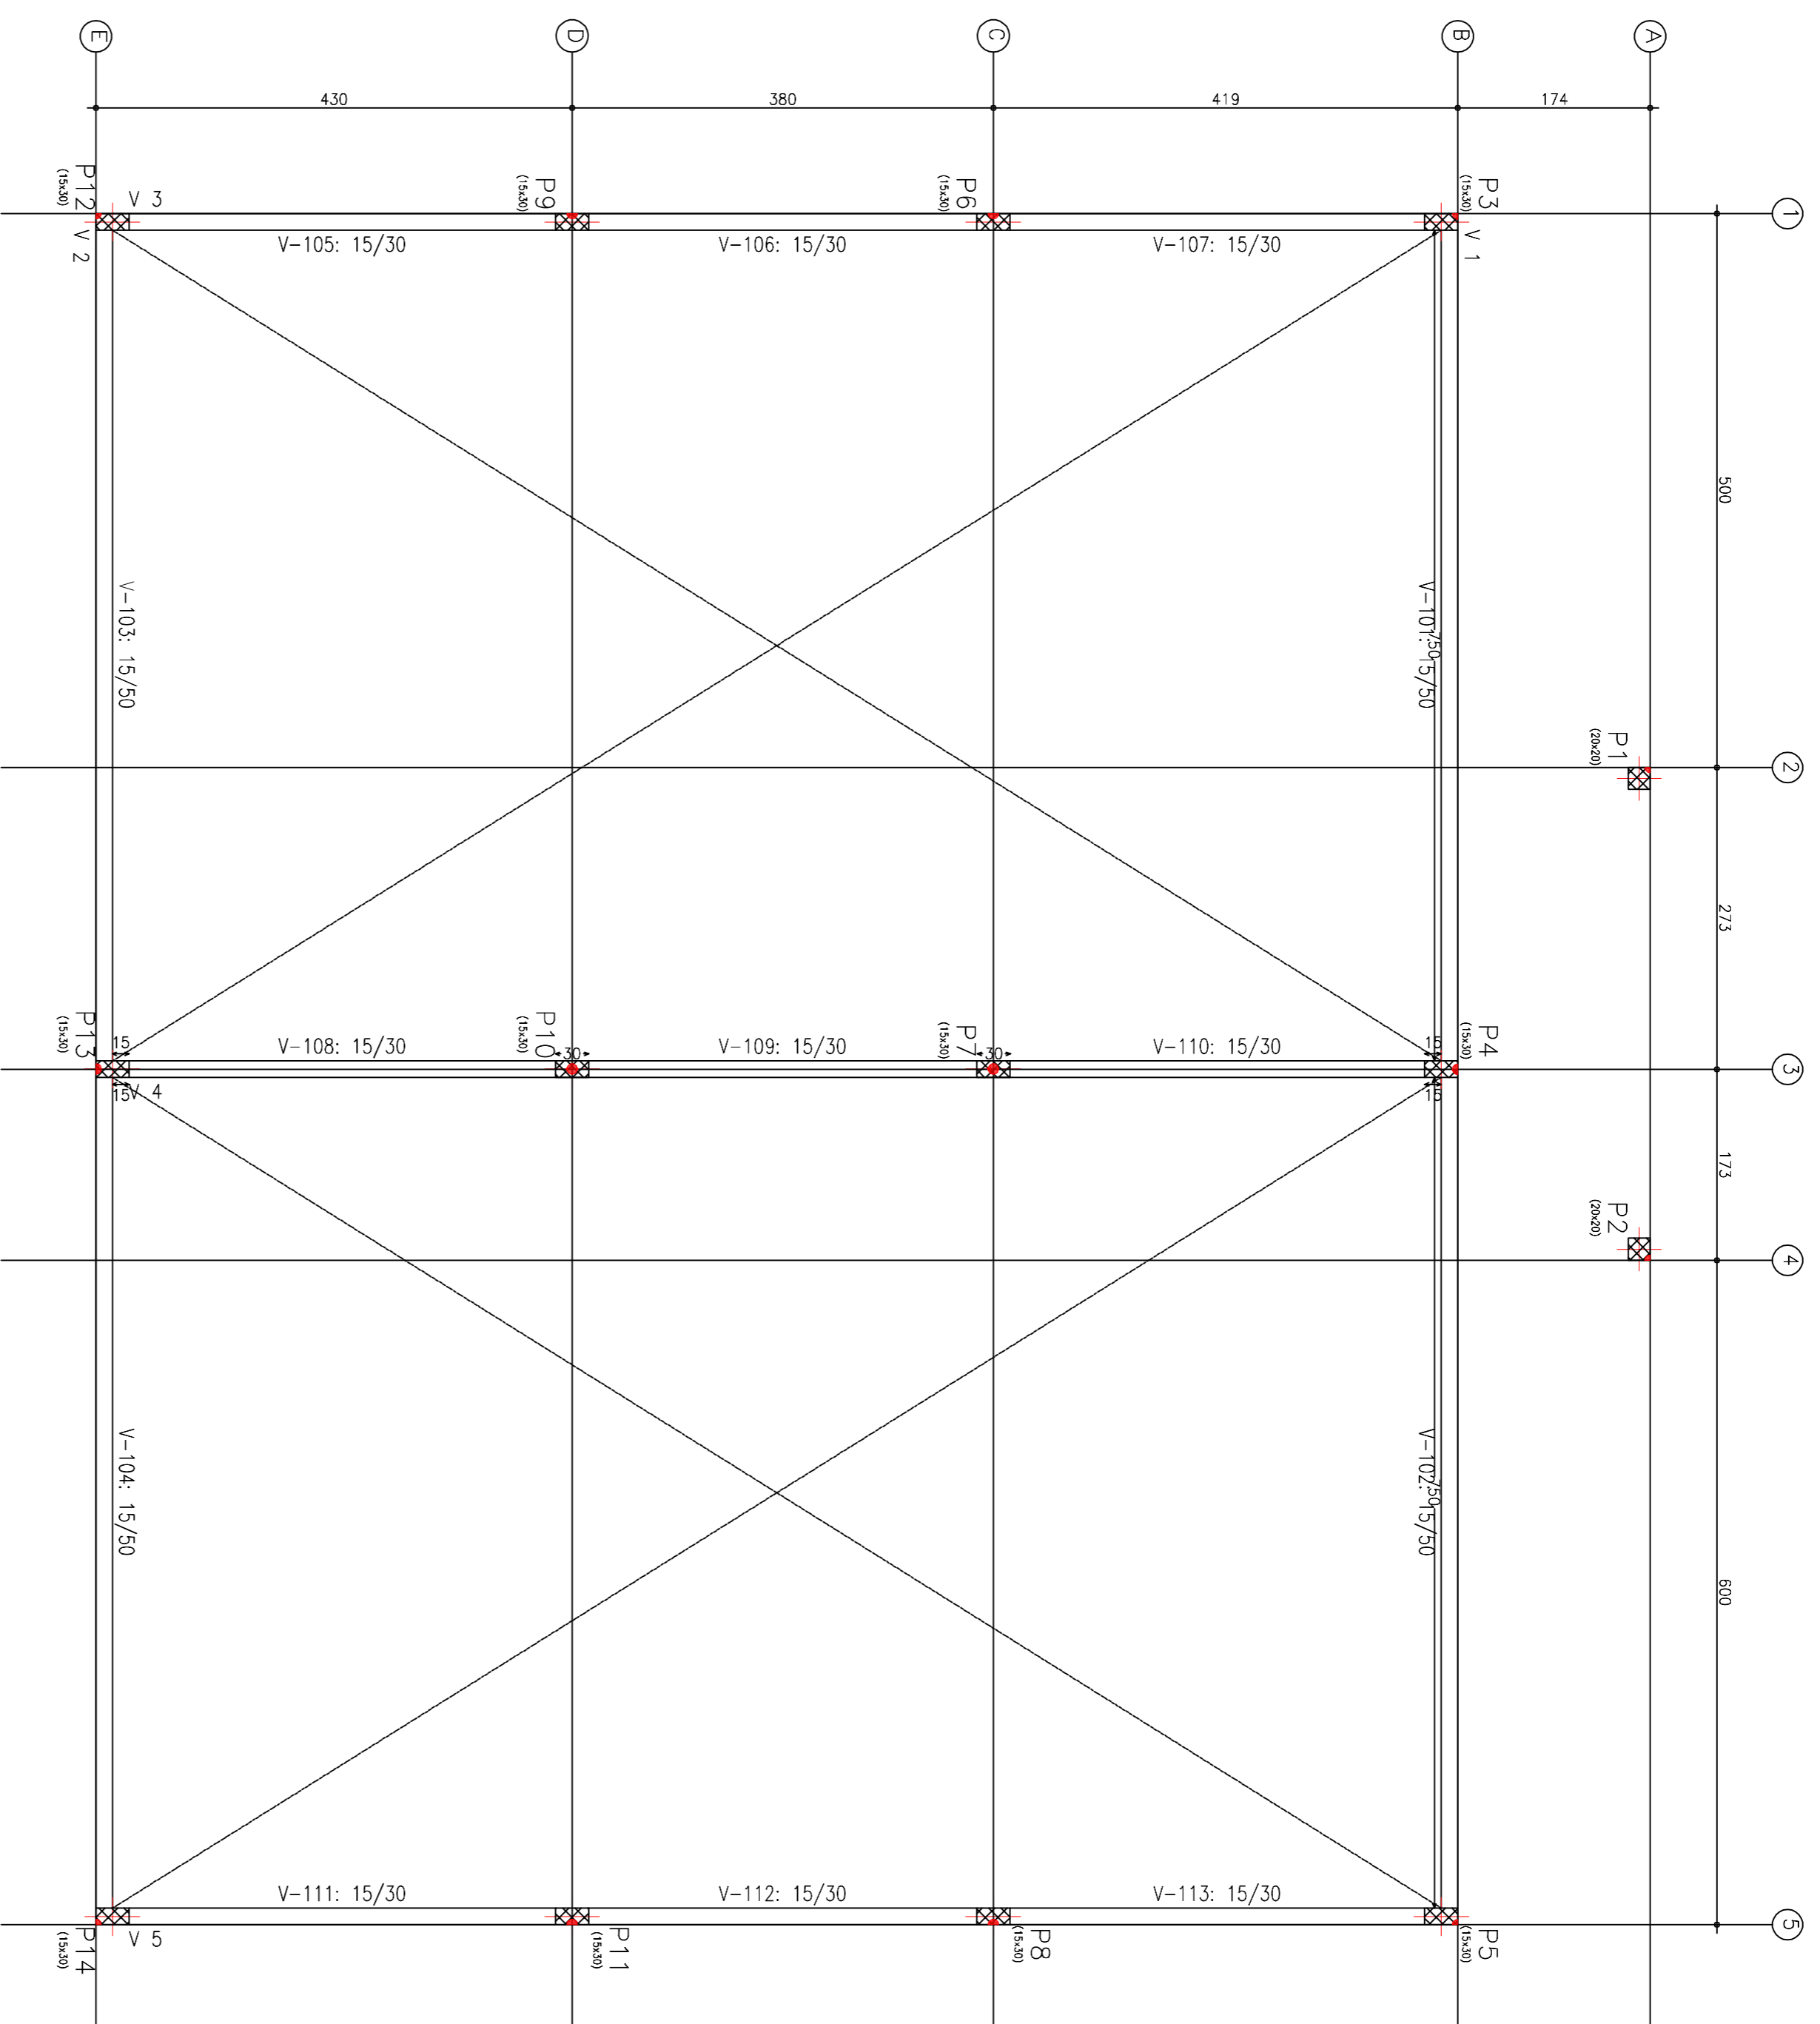 E
D
C
B
A
430
380
419
174
P12
(15x30)
V 3
P9
(15x30)
P6
(15x30)
P3
(15x30)
1
V 2
V-105: 15/30
V-106: 15/30
V-107: 15/30
V 1
500
V-103: 15/50
V-101: 15/50
750
P1
(20x20)
2
273
P13
(15x30)
15
V-108: 15/30
P10
(15x30)
30
V-109: 15/30
P7
(15x30)
30
V-110: 15/30
15
P4
(15x30)
3
15
V 4
15
173
P2
(20x20)
4
V-104: 15/50
V-102: 15/50
750
600
V-111: 15/30
V-112: 15/30
V-113: 15/30
P14
(15x30)
V 5
P11
(15x30)
P8
(15x30)
P5
(15x30)
5